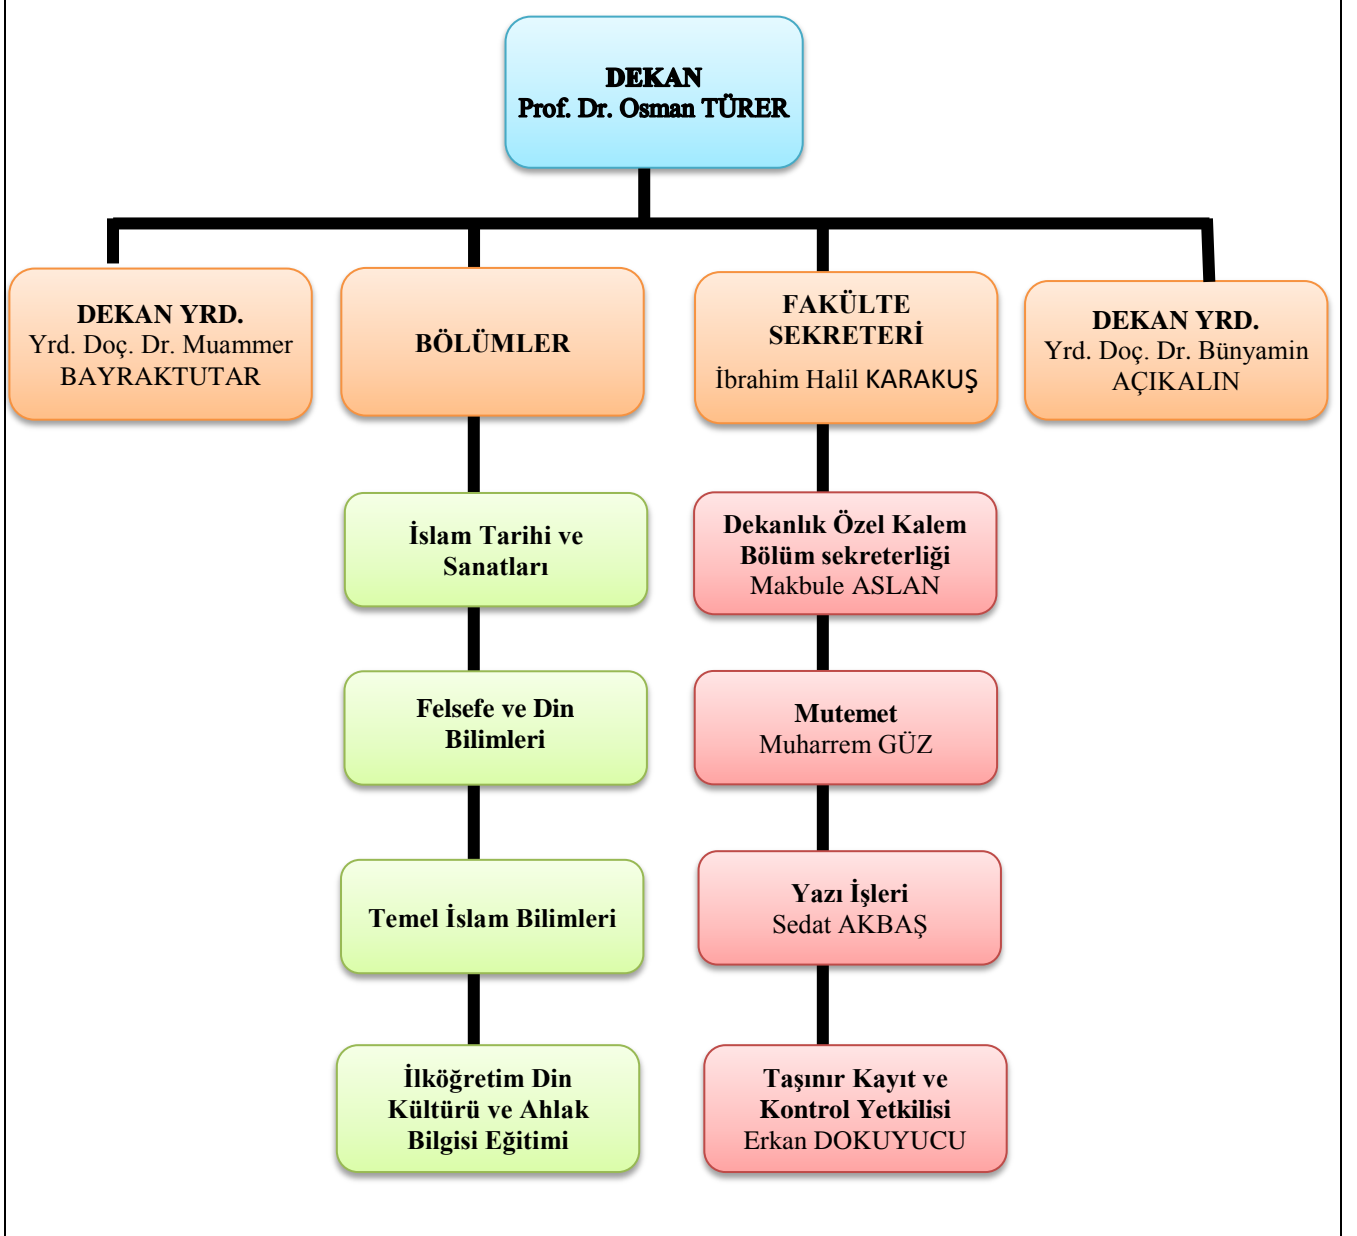 DEKAN
Prof. Dr. Osman TÜRER
DEKAN YRD.
Yrd. Doç. Dr. Muammer
BAYRAKTUTAR
BÖLÜMLER
FAKÜLTE
SEKRETERİ
İbrahim Halil KARAKUŞ
DEKAN YRD.
Yrd. Doç. Dr. Bünyamin
AÇIKALIN
İslam Tarihi ve
Sanatları
Felsefe ve Din
Bilimleri
Temel İslam Bilimleri
İlköğretim Din
Kültürü ve Ahlak
Bilgisi Eğitimi
Dekanlık Özel Kalem
Bölüm sekreterliği
Makbule ASLAN
Mutemet
Muharrem GÜZ
Yazı İşleri
Sedat AKBAŞ
Taşınır Kayıt ve
Kontrol Yetkilisi
Erkan DOKUYUCU